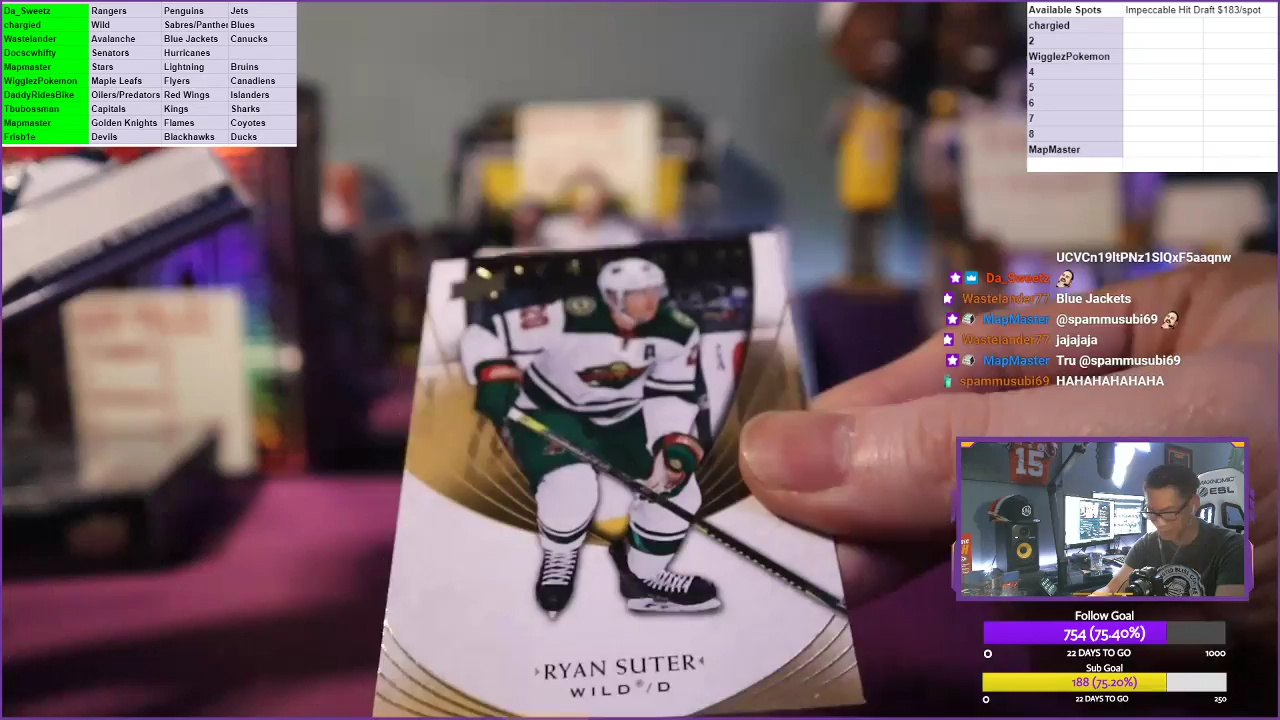 Da_Sweetz Rangers Penguins Jets
chargied Wild Sabres/Panther Blues
Wastelander Avalanche Blue Jackets Canucks
Docscwhifty Senators Hurricanes
Mapmaster Stars Lightning Bruins
WigglezPokemon Maple Leafs Flyers Canadiens
DaddyRidesBike Oilers/Predators Red Wings Islanders
Tbubossman Capitals Kings Sharks
Mapmaster Golden Knights Flames Coyotes
Frisb1e Devils Blackhawks Ducks
Available Spots Impeccable Hit Draft $183/spot
chargied
2
WigglezPokemon
4
5
6
7
8
MapMaster
UCVCn19ltPNz1SlQxF5aaqnw
Da_Sweetz
Wastelander77 Blue Jackets
MapMaster @spammusubi69
Wastelander77 jajajaja
MapMaster Tru @spammusubi69
spammusubi69 HAHAHAHAHAHA
15
MAXNOMIC
ESL
Follow Goal
754 (75.40%)
0 22 DAYS TO GO 1000
Sub Goal
188 (75.20%)
0 22 DAYS TO GO 250
RYAN SUTER
WILD®/D